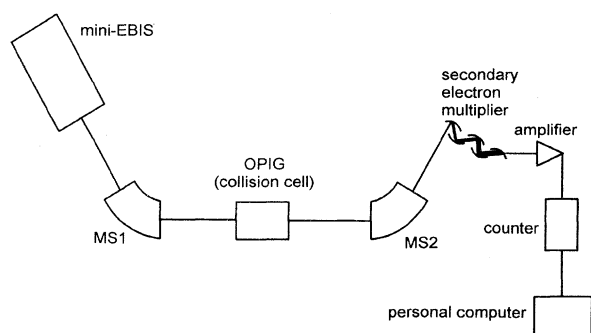 mini-EBIS
secondary
electron
multiplier
amplifier
OPIG
(collision cell)
MS1
MS2
counter
personal computer